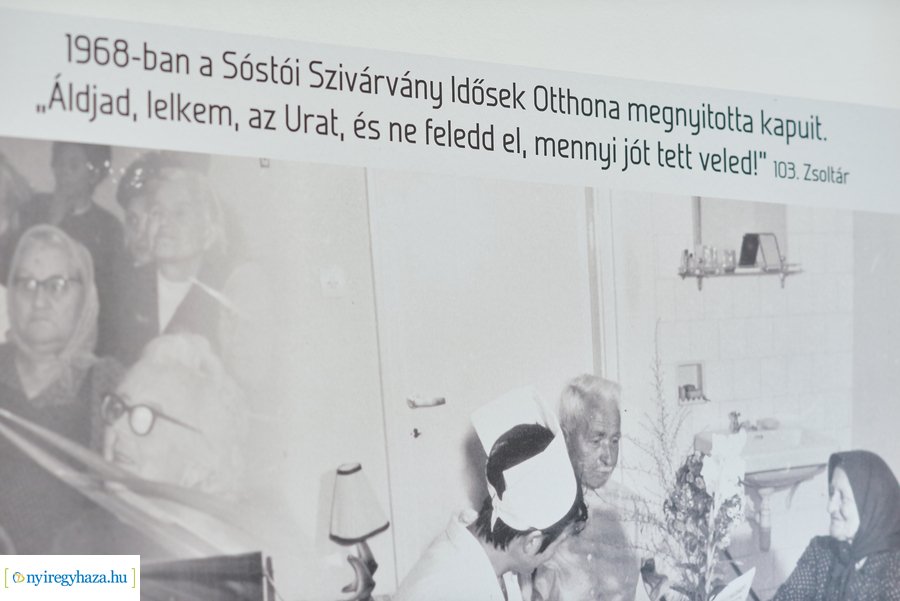 1968-ban a Sóstói Szivárvány Idősek Otthona megnyitotta kapuit.
„Áldjad, lelkem, az Urat, és ne feledd el, mennyi jót tett veled!” 103. Zsoltár
[ nyiregyhaza.hu ]